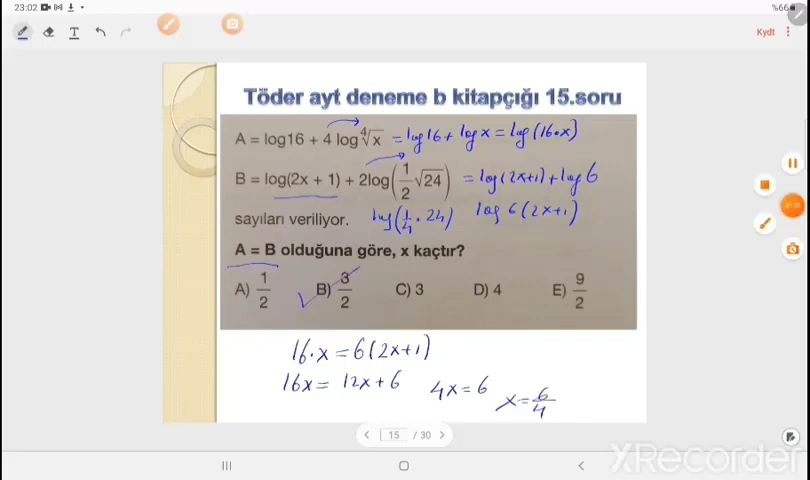 23:02
%66
T
Kydt
Töder ayt deneme b kitapçığı 15.soru
A = log16 + 4 log ∜x = log16 + log x = log(16·x)
B = log(2x + 1) + 2log(1/2 √24) = log(2x+1) + log 6
sayıları veriliyor. log(1/4 · 24) log 6(2x+1)
A = B olduğuna göre, x kaçtır?
A) 1/2 B) 3/2 C) 3 D) 4 E) 9/2
16·x = 6(2x+1)
16x = 12x + 6 4x = 6 x = 6/4
15 / 30
XRecorder